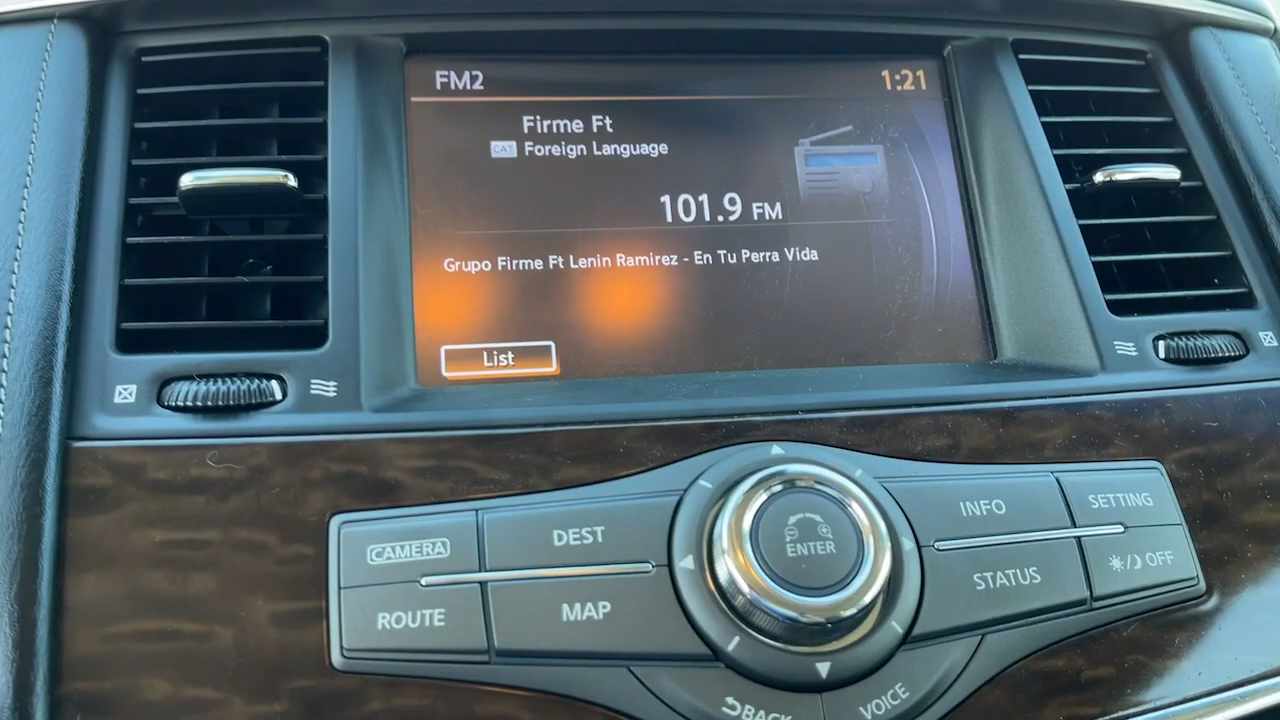 FM2 1:21
Firme Ft
CAT Foreign Language
101.9 FM
Grupo Firme Ft Lenin Ramirez - En Tu Perra Vida
List
CAMERA DEST INFO SETTING
ENTER
ROUTE MAP STATUS OFF
BACK VOICE